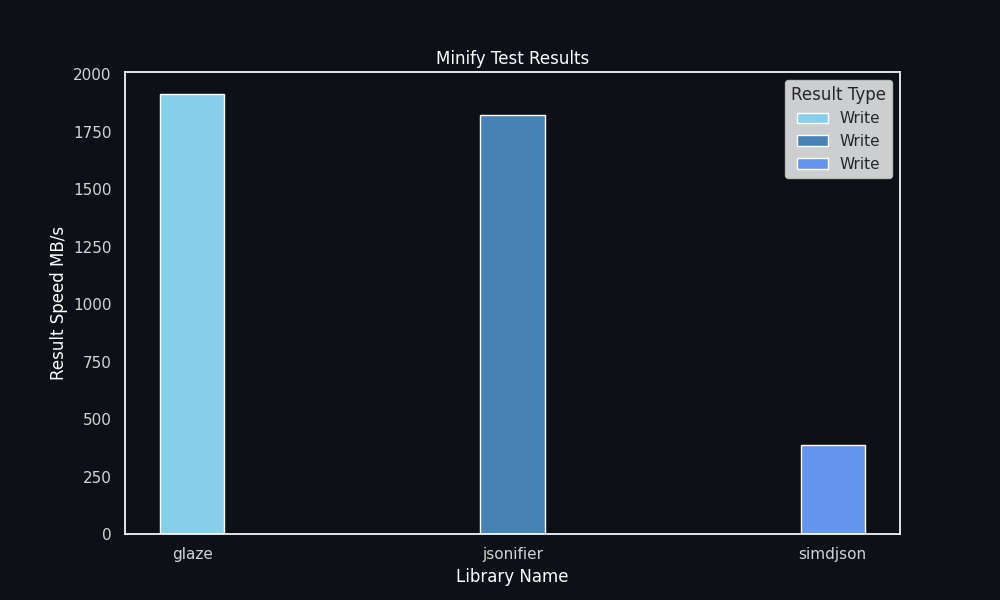 Minify Test Results
2000
1750
1500
1250
1000
750
500
250
0
Result Speed MB/s
Result Type
Write
Write
Write
glaze
jsonifier
simdjson
Library Name